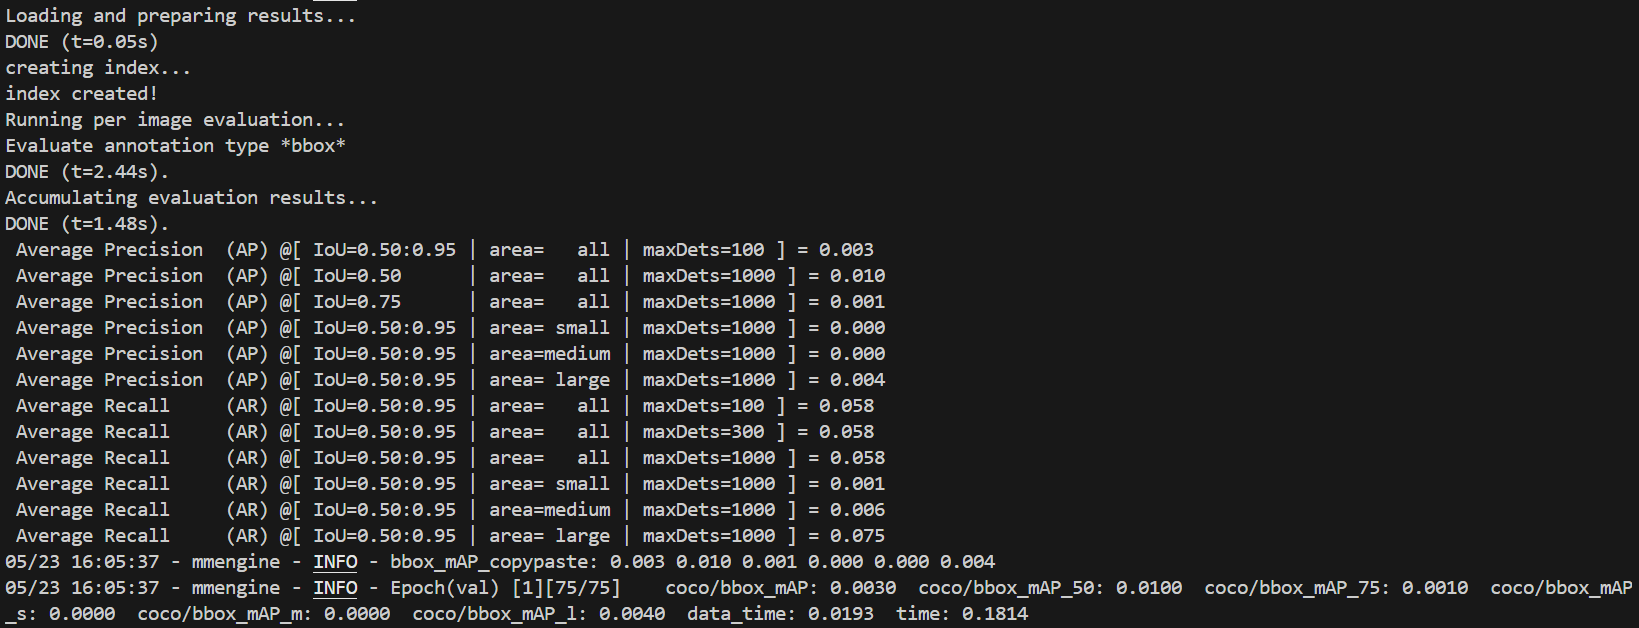 Loading and preparing results...
DONE (t=0.05s)
creating index...
index created!
Running per image evaluation...
Evaluate annotation type *bbox*
DONE (t=2.44s).
Accumulating evaluation results...
DONE (t=1.48s).
 Average Precision  (AP) @[ IoU=0.50:0.95 | area=   all | maxDets=100 ] = 0.003
 Average Precision  (AP) @[ IoU=0.50      | area=   all | maxDets=1000 ] = 0.010
 Average Precision  (AP) @[ IoU=0.75      | area=   all | maxDets=1000 ] = 0.001
 Average Precision  (AP) @[ IoU=0.50:0.95 | area= small | maxDets=1000 ] = 0.000
 Average Precision  (AP) @[ IoU=0.50:0.95 | area=medium | maxDets=1000 ] = 0.000
 Average Precision  (AP) @[ IoU=0.50:0.95 | area= large | maxDets=1000 ] = 0.004
 Average Recall     (AR) @[ IoU=0.50:0.95 | area=   all | maxDets=100 ] = 0.058
 Average Recall     (AR) @[ IoU=0.50:0.95 | area=   all | maxDets=300 ] = 0.058
 Average Recall     (AR) @[ IoU=0.50:0.95 | area=   all | maxDets=1000 ] = 0.058
 Average Recall     (AR) @[ IoU=0.50:0.95 | area= small | maxDets=1000 ] = 0.001
 Average Recall     (AR) @[ IoU=0.50:0.95 | area=medium | maxDets=1000 ] = 0.006
 Average Recall     (AR) @[ IoU=0.50:0.95 | area= large | maxDets=1000 ] = 0.075
05/23 16:05:37 - mmengine - INFO - bbox_mAP_copypaste: 0.003 0.010 0.001 0.000 0.000 0.004
05/23 16:05:37 - mmengine - INFO - Epoch(val) [1][75/75]    coco/bbox_mAP: 0.0030  coco/bbox_mAP_50: 0.0100  coco/bbox_mAP_75: 0.0010  coco/bbox_mAP
_s: 0.0000  coco/bbox_mAP_m: 0.0000  coco/bbox_mAP_l: 0.0040  data_time: 0.0193  time: 0.1814